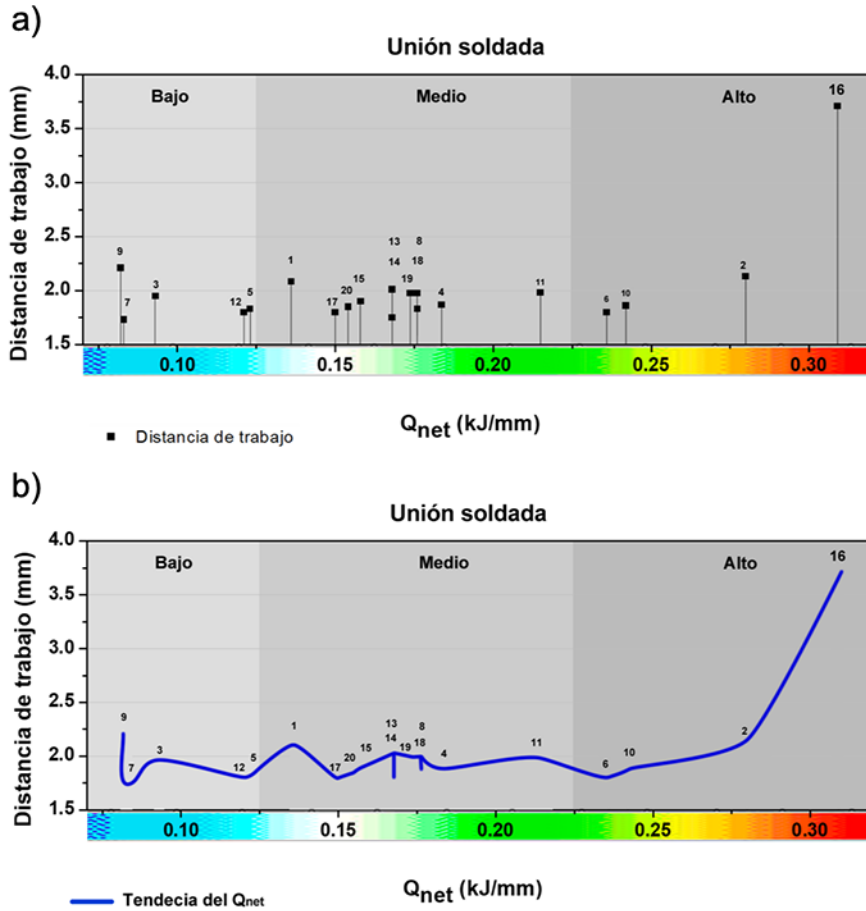 a)
Unión soldada
Distancia de trabajo (mm)
4.0
3.5
3.0
2.5
2.0
1.5
Bajo Medio Alto
16
13 8
9 1 14 18
3 15 19 2
7 12 5 17 20 4 11 6 10
0.10 0.15 0.20 0.25 0.30
Qnet (kJ/mm)
Distancia de trabajo
b)
Unión soldada
Distancia de trabajo (mm)
4.0
3.5
3.0
2.5
2.0
1.5
Bajo Medio Alto
16
9 1 13 8 2
3 14 19 18 11
7 12 5 17 20 15 4 6 10
0.10 0.15 0.20 0.25 0.30
Qnet (kJ/mm)
Tendecia del Qnet